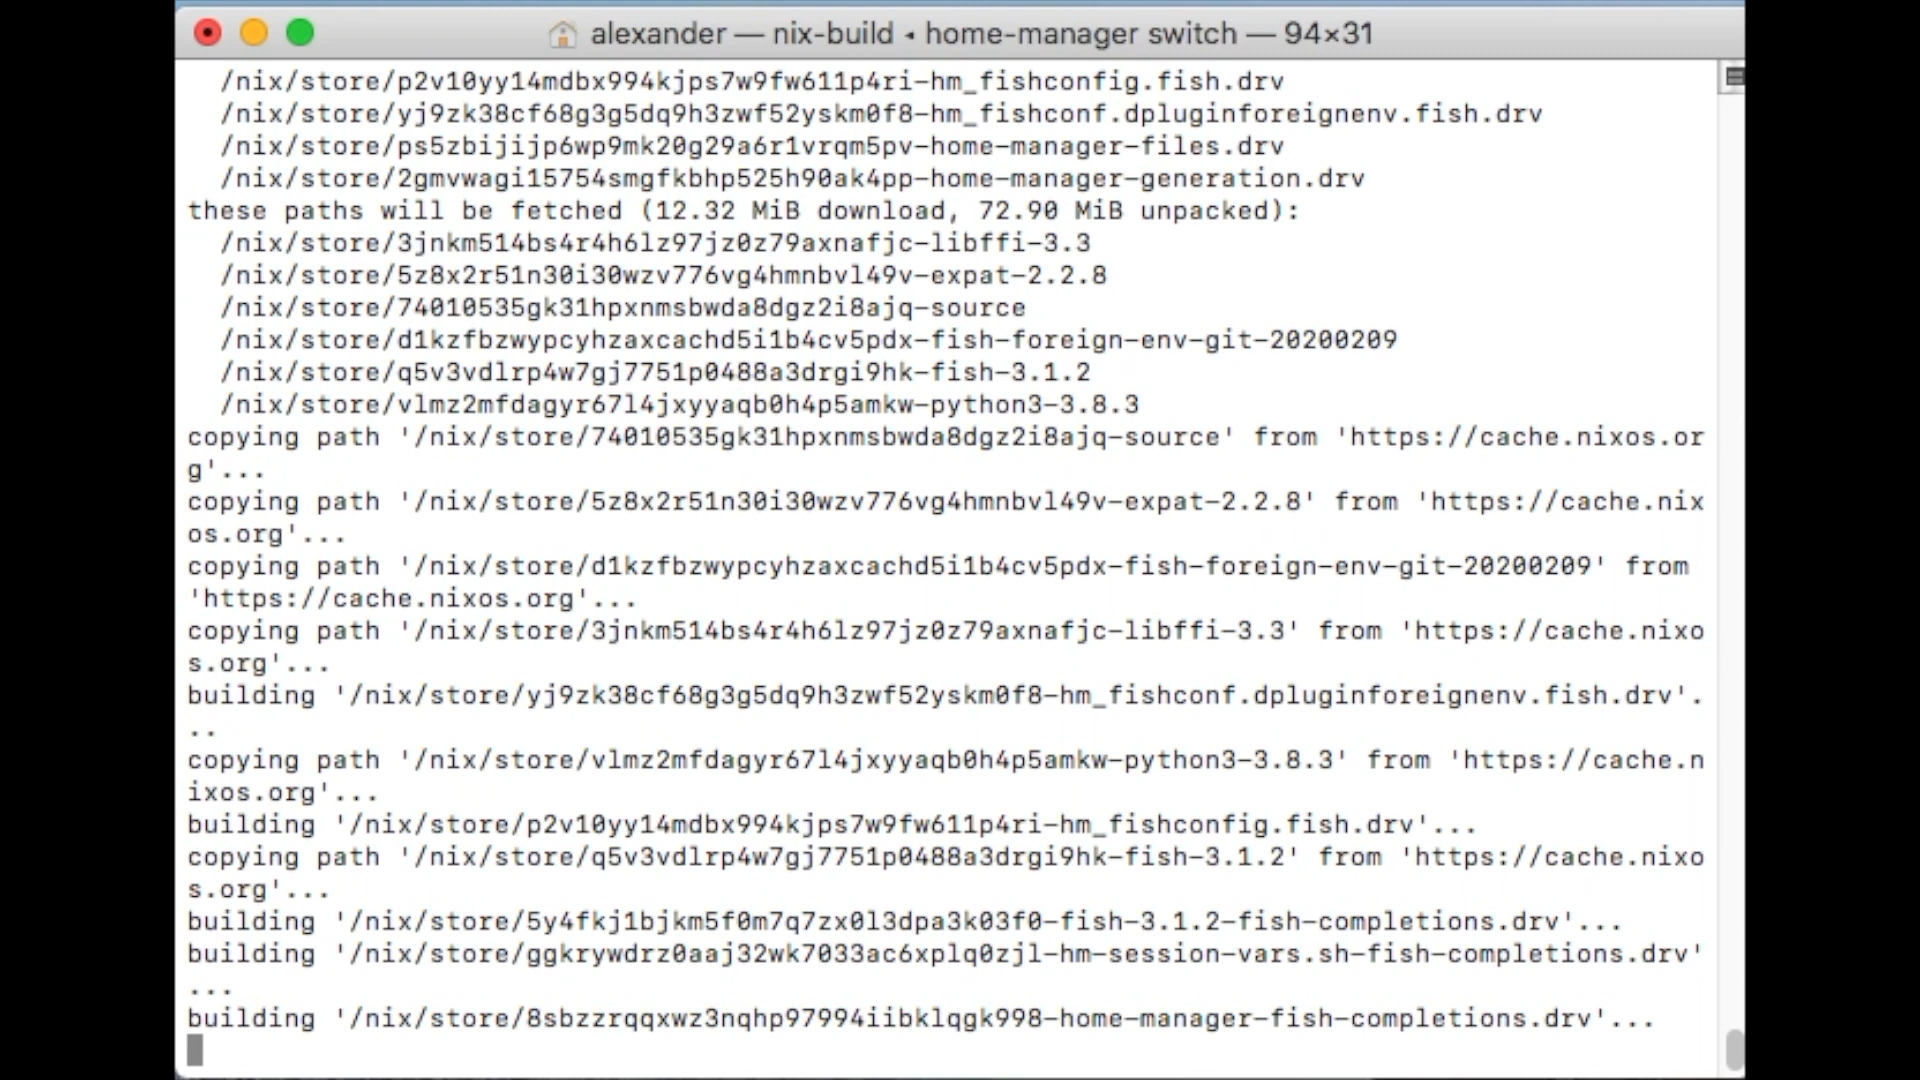 alexander — nix-build ◂ home-manager switch — 94×31
/nix/store/p2v10yy14mdbx994kjps7w9fw611p4ri-hm_fishconfig.fish.drv
/nix/store/yj9zk38cf68g3g5dq9h3zwf52yskm0f8-hm_fishconf.dpluginforeignenv.fish.drv
/nix/store/ps5zbijijp6wp9mk20g29a6r1vrqm5pv-home-manager-files.drv
/nix/store/2gmvwagi15754smgfkbhp525h90ak4pp-home-manager-generation.drv
these paths will be fetched (12.32 MiB download, 72.90 MiB unpacked):
/nix/store/3jnkm514bs4r4h6lz97jz0z79axnafjc-libffi-3.3
/nix/store/5z8x2r51n30i30wzv776vg4hmnbvl49v-expat-2.2.8
/nix/store/74010535gk31hpxnmsbwda8dgz2i8ajq-source
/nix/store/d1kzfbzwypcyhzaxcachd5i1b4cv5pdx-fish-foreign-env-git-20200209
/nix/store/q5v3vdlrp4w7gj7751p0488a3drgi9hk-fish-3.1.2
/nix/store/vlmz2mfdagyr67l4jxyyaqb0h4p5amkw-python3-3.8.3
copying path '/nix/store/74010535gk31hpxnmsbwda8dgz2i8ajq-source' from 'https://cache.nixos.or
g'...
copying path '/nix/store/5z8x2r51n30i30wzv776vg4hmnbvl49v-expat-2.2.8' from 'https://cache.nix
os.org'...
copying path '/nix/store/d1kzfbzwypcyhzaxcachd5i1b4cv5pdx-fish-foreign-env-git-20200209' from
'https://cache.nixos.org'...
copying path '/nix/store/3jnkm514bs4r4h6lz97jz0z79axnafjc-libffi-3.3' from 'https://cache.nixo
s.org'...
building '/nix/store/yj9zk38cf68g3g5dq9h3zwf52yskm0f8-hm_fishconf.dpluginforeignenv.fish.drv'.
..
copying path '/nix/store/vlmz2mfdagyr67l4jxyyaqb0h4p5amkw-python3-3.8.3' from 'https://cache.n
ixos.org'...
building '/nix/store/p2v10yy14mdbx994kjps7w9fw611p4ri-hm_fishconfig.fish.drv'...
copying path '/nix/store/q5v3vdlrp4w7gj7751p0488a3drgi9hk-fish-3.1.2' from 'https://cache.nixo
s.org'...
building '/nix/store/5y4fkj1bjkm5f0m7q7zx0l3dpa3k03f0-fish-3.1.2-fish-completions.drv'...
building '/nix/store/ggkrywdrz0aaj32wk7033ac6xplq0zjl-hm-session-vars.sh-fish-completions.drv'
...
building '/nix/store/8sbzzrqqxwz3nqhp97994iibklqgk998-home-manager-fish-completions.drv'...